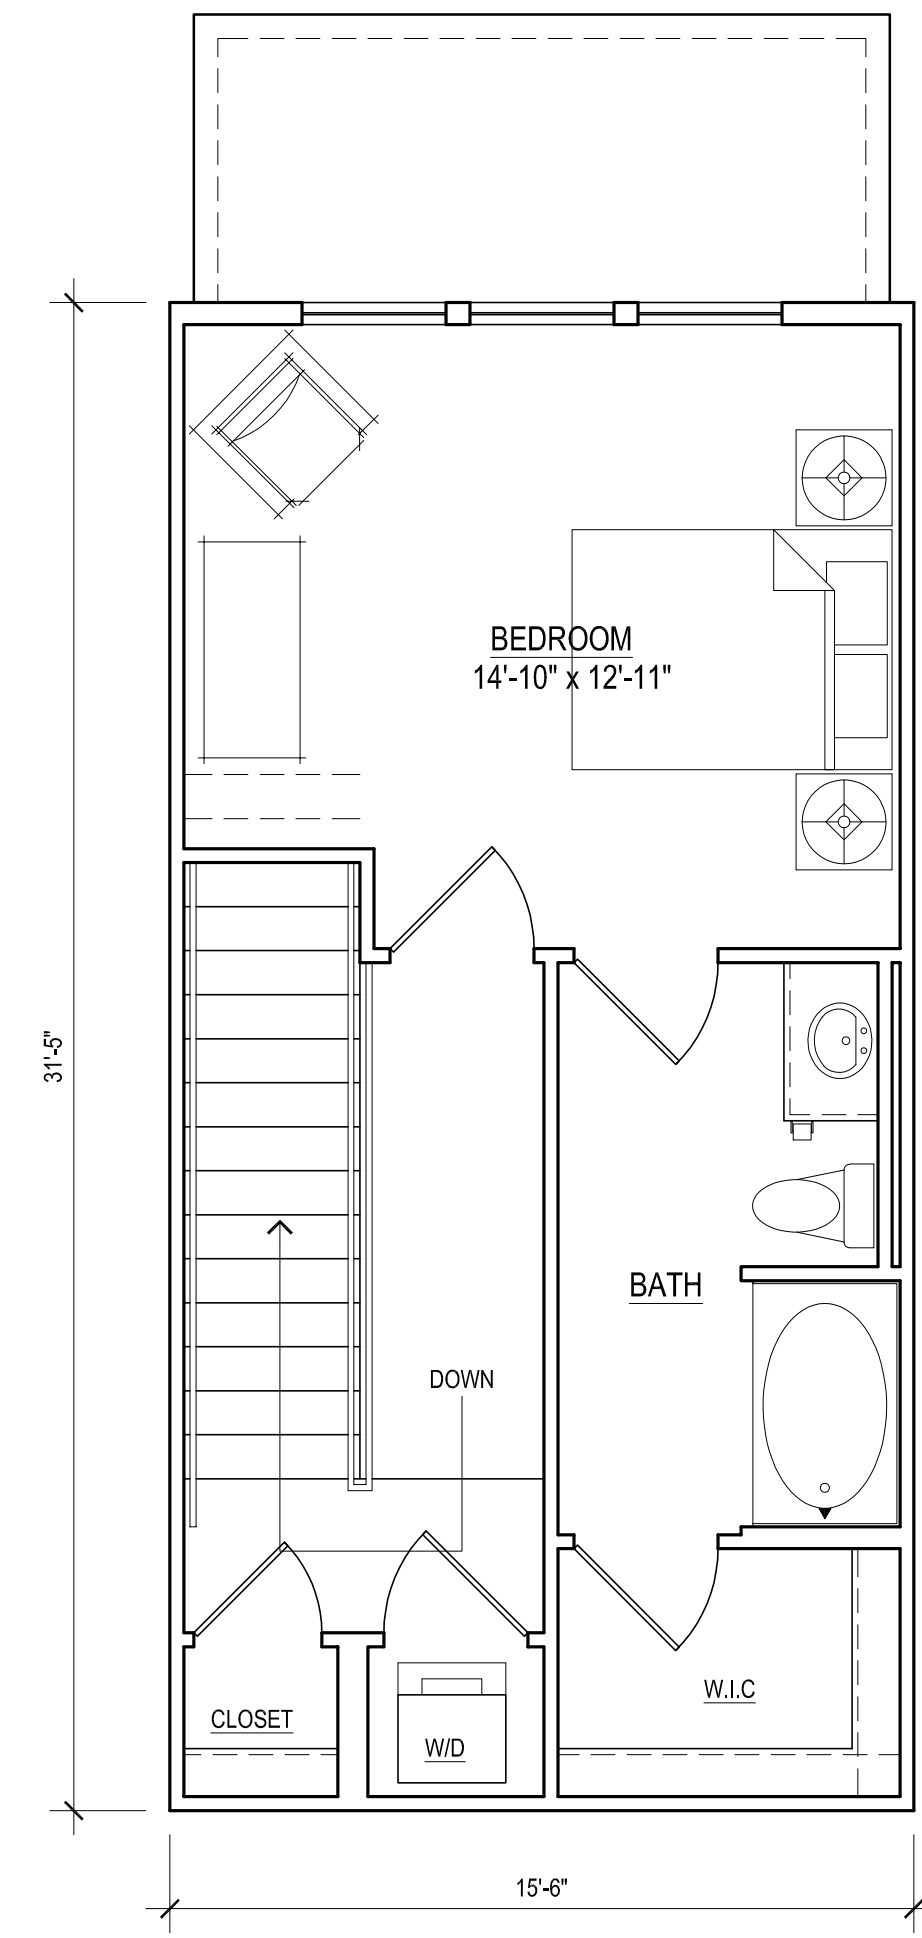 BEDROOM
14'-10" x 12'-11"
31'-5"
BATH
DOWN
W.I.C
CLOSET
W/D
15'-6"